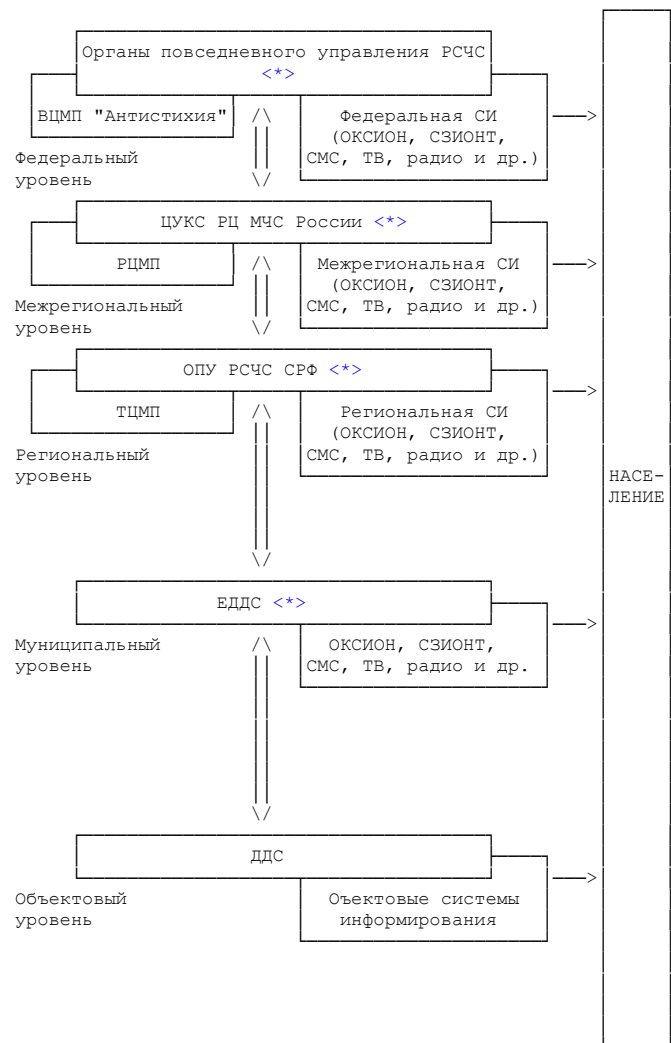 Органы повседневного управления РСЧС
<*>
ВЦМП "Антистихия"
Федеральная СИ
(ОКСИОН, СЗИОНТ,
СМС, ТВ, радио и др.)
Федеральный
уровень
ЦУКС РЦ МЧС России <*>
РЦМП
Межрегиональная СИ
(ОКСИОН, СЗИОНТ,
СМС, ТВ, радио и др.)
Межрегиональный
уровень
ОПУ РСЧС СРФ <*>
ТЦМП
Региональная СИ
(ОКСИОН, СЗИОНТ,
СМС, ТВ, радио и др.)
Региональный
уровень
НАСЕ-
ЛЕНИЕ
ЕДДС <*>
Муниципальный
уровень
ОКСИОН, СЗИОНТ,
СМС, ТВ, радио и др.
ДДС
Объектовый
уровень
Оъектовые системы
информирования